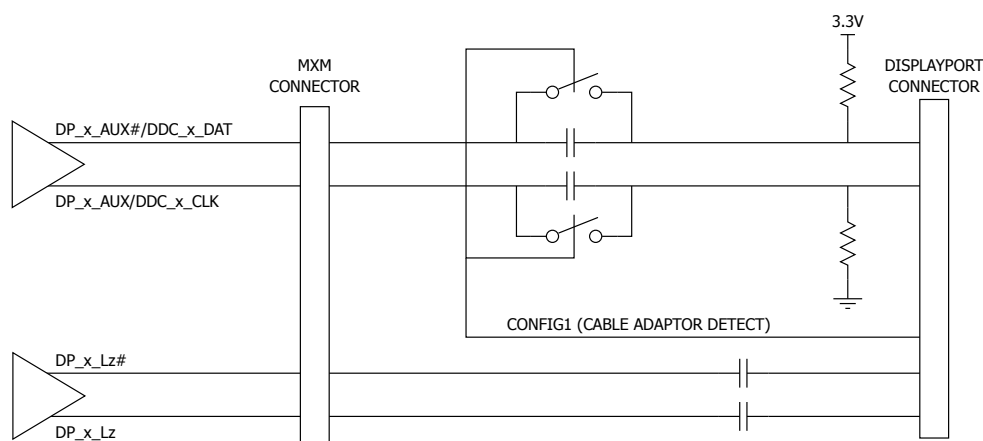 3.3V
MXM
CONNECTOR
DISPLAYPORT
CONNECTOR
DP_x_AUX#/DDC_x_DAT
DP_x_AUX/DDC_x_CLK
CONFIG1 (CABLE ADAPTOR DETECT)
DP_x_Lz#
DP_x_Lz